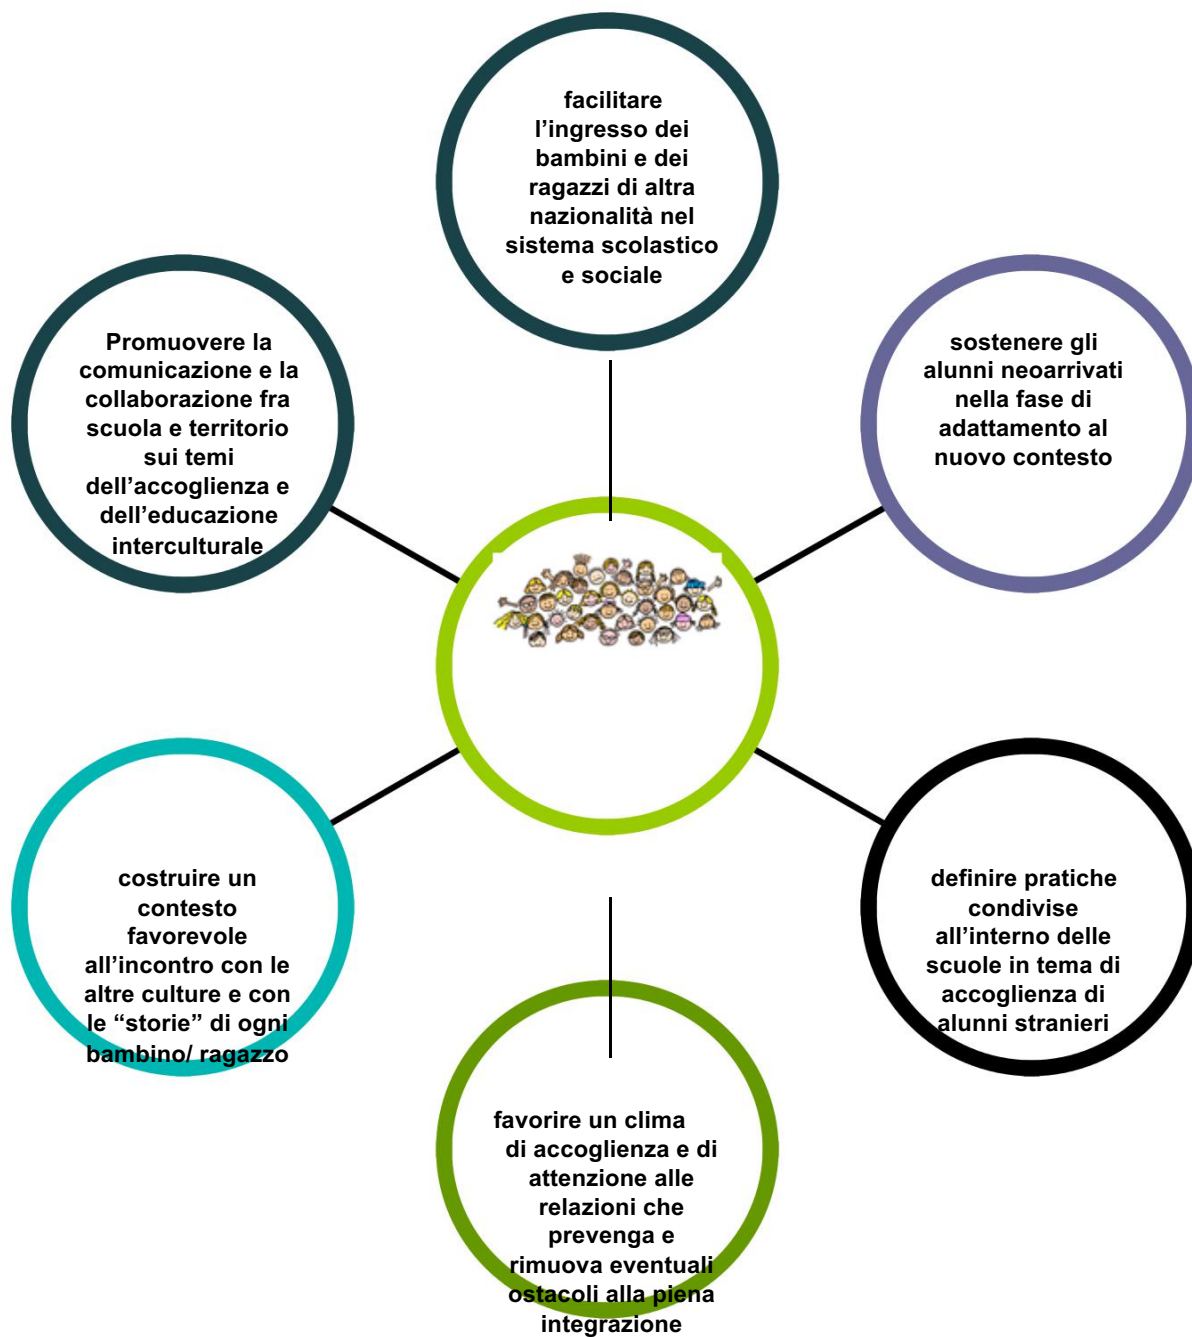 facilitare
l’ingresso dei
bambini e dei
ragazzi di altra
nazionalità nel
sistema scolastico
e sociale
Promuovere la
comunicazione e la
collaborazione fra
scuola e territorio
sui temi
dell’accoglienza e
dell’educazione
interculturale
sostenere gli
alunni neoarrivati
nella fase di
adattamento al
nuovo contesto
costruire un
contesto
favorevole
all’incontro con le
altre culture e con
le “storie” di ogni
bambino/ ragazzo
definire pratiche
condivise
all’interno delle
scuole in tema di
accoglienza di
alunni stranieri
favorire un clima
di accoglienza e di
attenzione alle
relazioni che
prevenga e
rimuova eventuali
ostacoli alla piena
integrazione